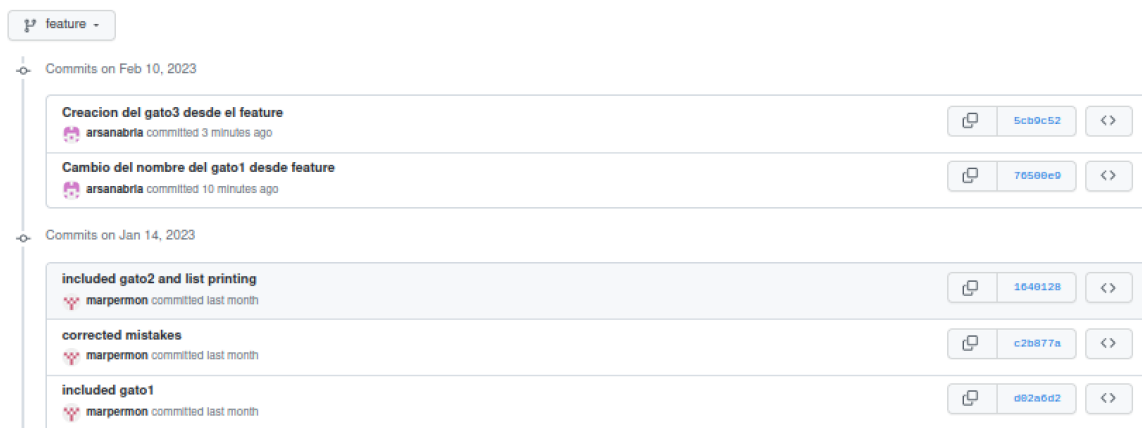 feature
Commits on Feb 10, 2023
Creacion del gato3 desde el feature
arsanabria committed 3 minutes ago
5cb9c52
Cambio del nombre del gato1 desde feature
arsanabria committed 10 minutes ago
76500e9
Commits on Jan 14, 2023
included gato2 and list printing
marpermon committed last month
1640128
corrected mistakes
marpermon committed last month
c2b877a
included gato1
marpermon committed last month
d02a6d2